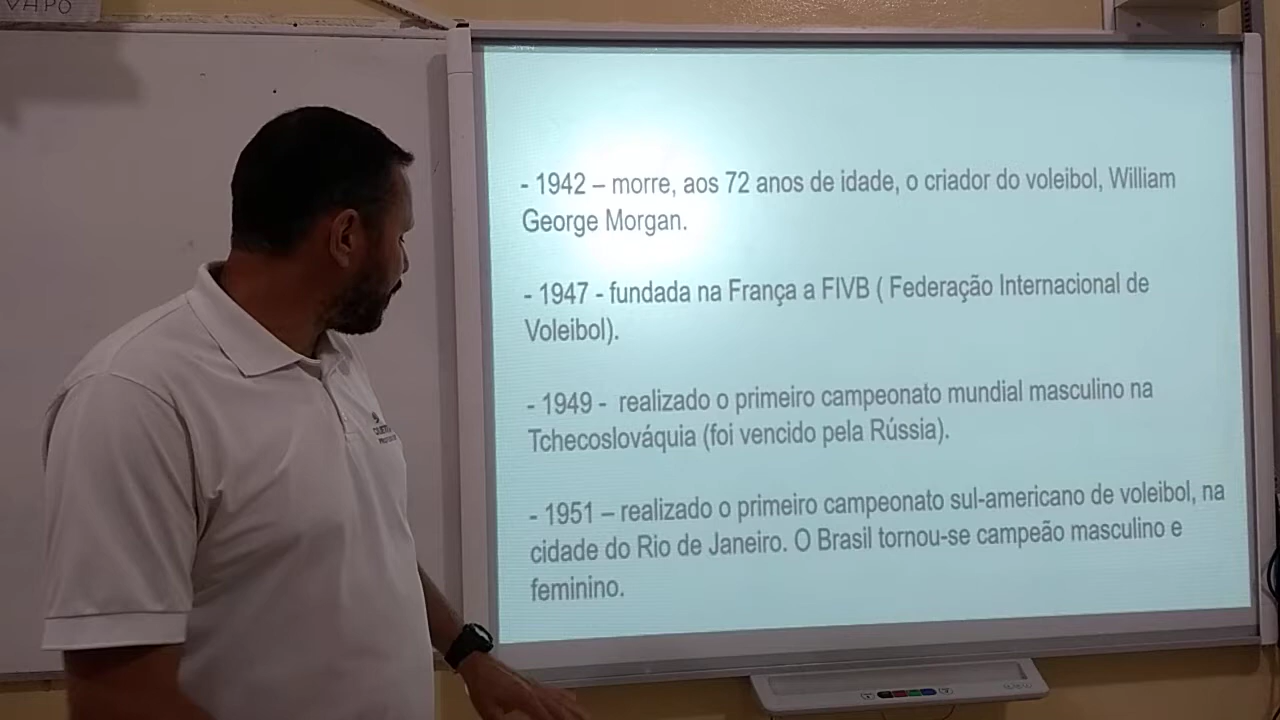 VAPO
- 1942 – morre, aos 72 anos de idade, o criador do voleibol, William
George Morgan.
- 1947 - fundada na França a FIVB ( Federação Internacional de
Voleibol).
- 1949 - realizado o primeiro campeonato mundial masculino na
Tchecoslováquia (foi vencido pela Rússia).
- 1951 – realizado o primeiro campeonato sul-americano de voleibol, na
cidade do Rio de Janeiro. O Brasil tornou-se campeão masculino e
feminino.